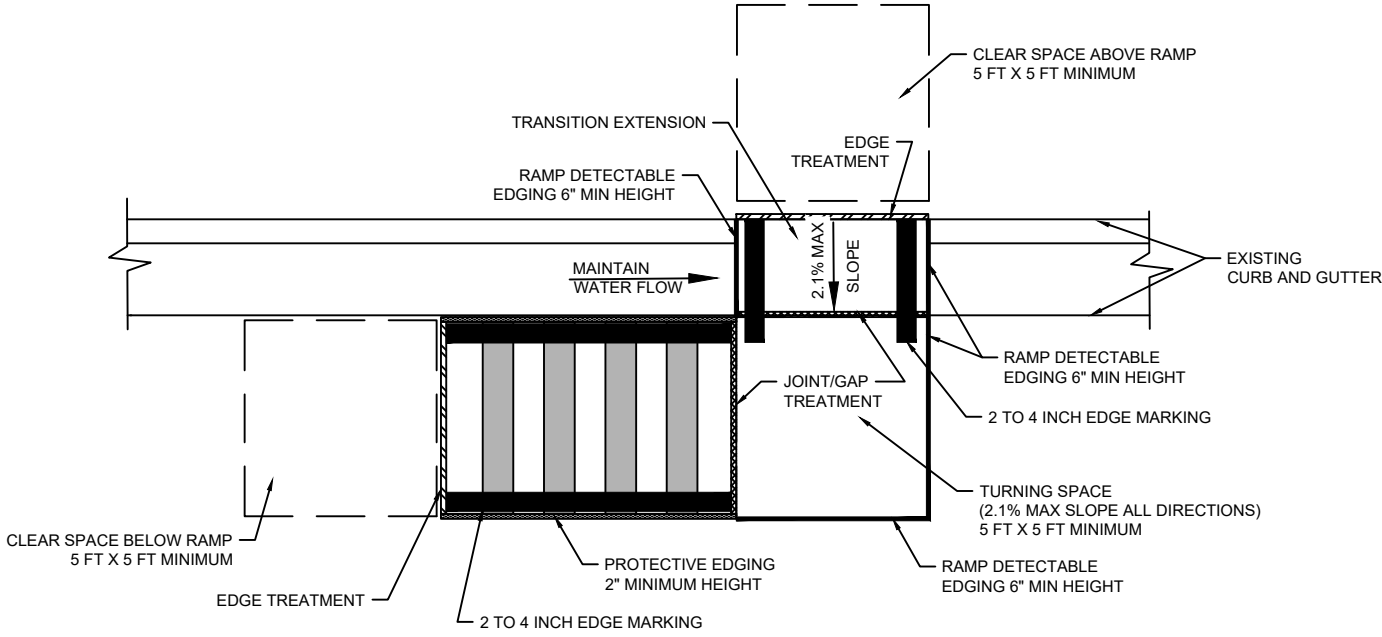 CLEAR SPACE ABOVE RAMP
5 FT X 5 FT MINIMUM
TRANSITION EXTENSION
EDGE
TREATMENT
RAMP DETECTABLE
EDGING 6" MIN HEIGHT
2.1% MAX
SLOPE
MAINTAIN
WATER FLOW
EXISTING
CURB AND GUTTER
RAMP DETECTABLE
EDGING 6" MIN HEIGHT
JOINT/GAP
TREATMENT
2 TO 4 INCH EDGE MARKING
TURNING SPACE
(2.1% MAX SLOPE ALL DIRECTIONS)
5 FT X 5 FT MINIMUM
CLEAR SPACE BELOW RAMP
5 FT X 5 FT MINIMUM
PROTECTIVE EDGING
2" MINIMUM HEIGHT
RAMP DETECTABLE
EDGING 6" MIN HEIGHT
EDGE TREATMENT
2 TO 4 INCH EDGE MARKING